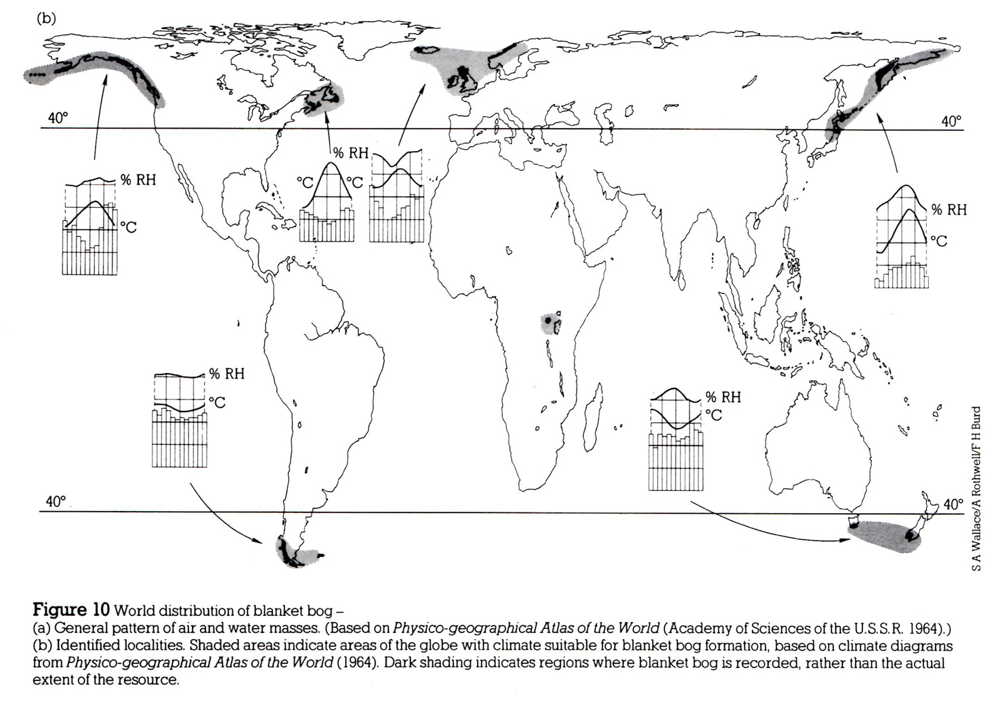 (b)
40°
40°
% RH
°C
°C
% RH
°C
% RH
°C
% RH
°C
% RH
°C
40°
40°
S A Wallace/A Rothwell/F H Burd
Figure 10 World distribution of blanket bog –
(a) General pattern of air and water masses. (Based on Physico-geographical Atlas of the World (Academy of Sciences of the U.S.S.R. 1964).)
(b) Identified localities. Shaded areas indicate areas of the globe with climate suitable for blanket bog formation, based on climate diagrams
from Physico-geographical Atlas of the World (1964). Dark shading indicates regions where blanket bog is recorded, rather than the actual
extent of the resource.